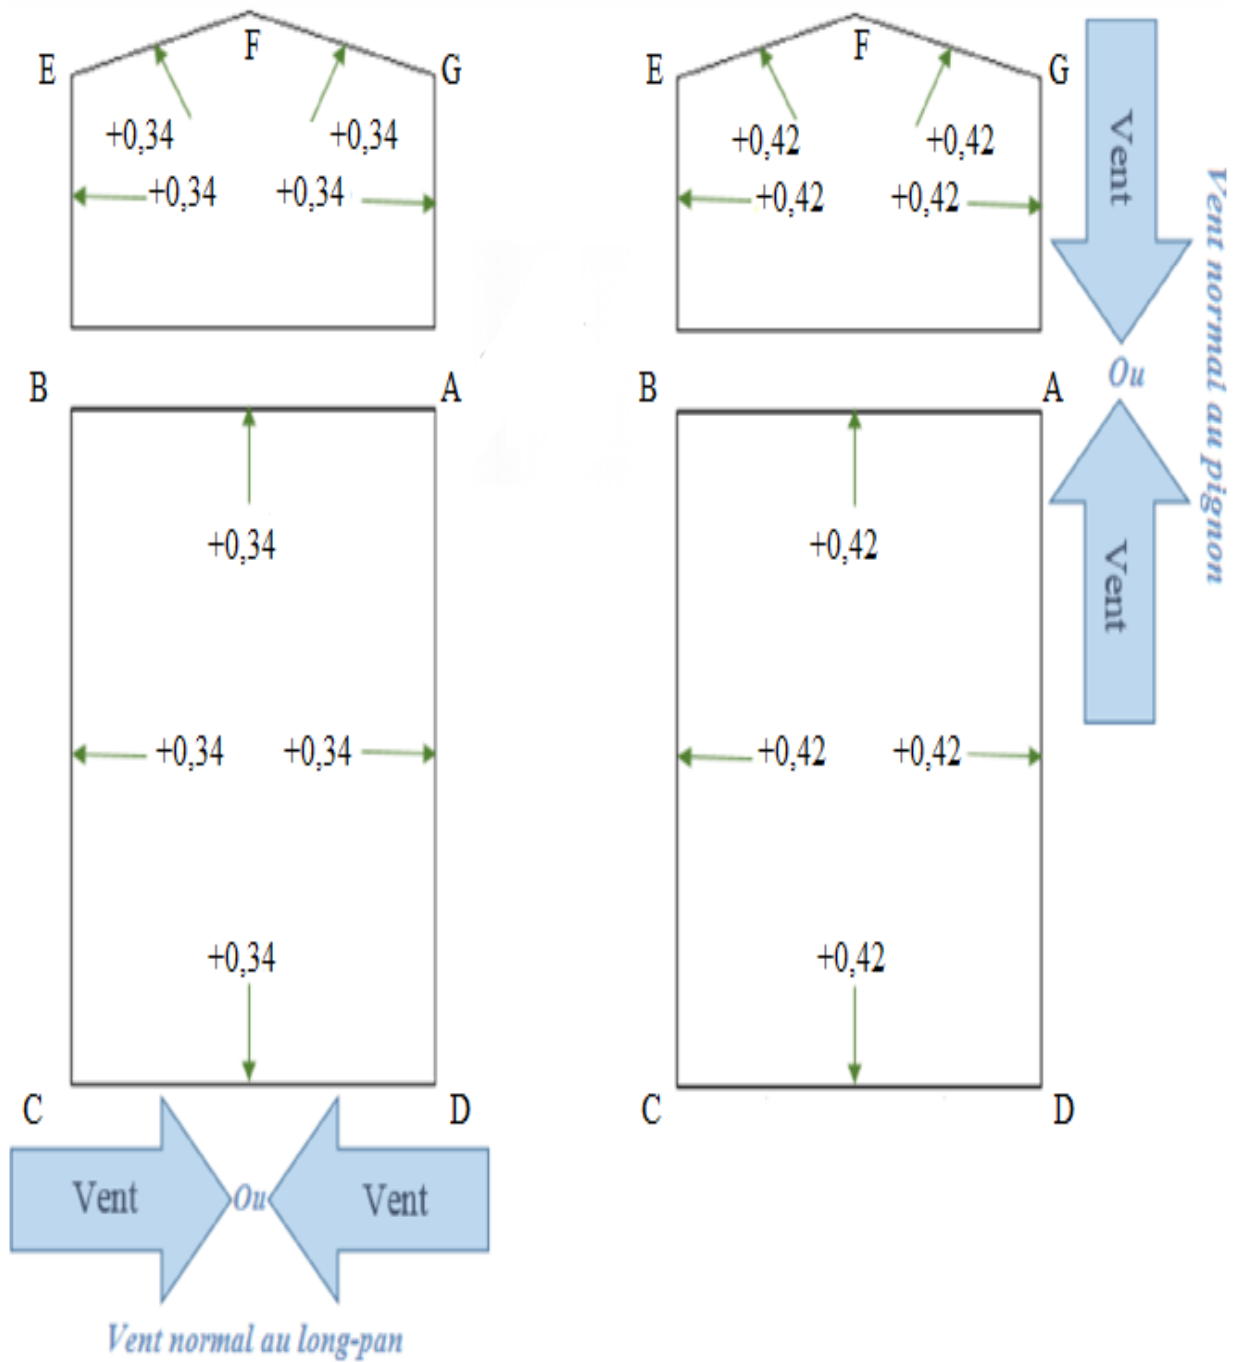 F
E
G
+0,34
+0,34
+0,34
+0,34
B
A
+0,34
+0,34
+0,34
+0,34
C
D
Vent
Ou
Vent
Vent normal au long-pan
F
E
G
+0,42
+0,42
+0,42
+0,42
B
A
+0,42
+0,42
+0,42
+0,42
C
D
Vent
Ou
Vent
Vent normal au pignon